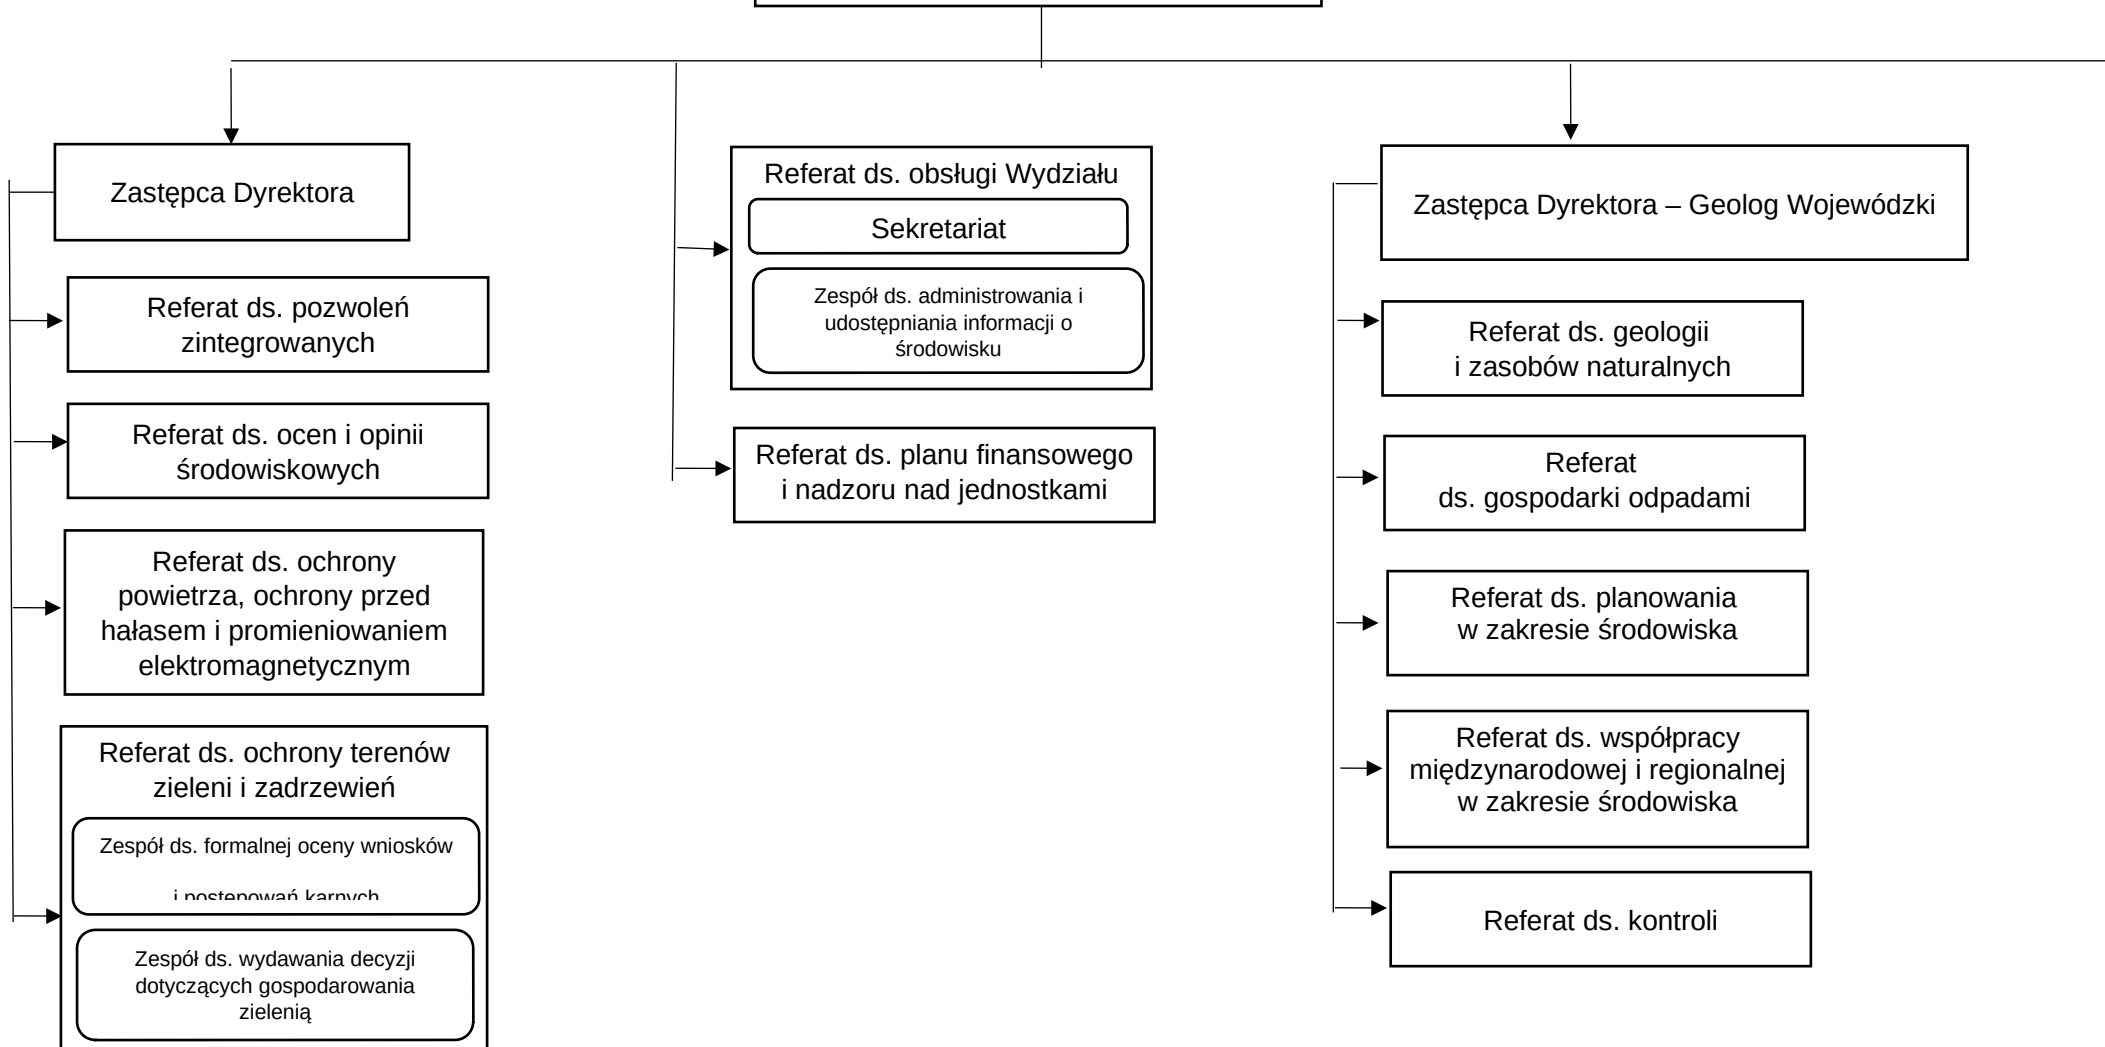 Zastępca Dyrektora
Referat ds. pozwoleń
zintegrowanych
Referat ds. ocen i opinii
środowiskowych
Referat ds. ochrony
powietrza, ochrony przed
hałasem i promieniowaniem
elektromagnetycznym
Referat ds. ochrony terenów
zieleni i zadrzewień
Zespół ds. formalnej oceny wniosków
i postępowań karnych
Zespół ds. wydawania decyzji
dotyczących gospodarowania
zielenią
Referat ds. obsługi Wydziału
Sekretariat
Zespół ds. administrowania i
udostępniania informacji o
środowisku
Referat ds. planu finansowego
i nadzoru nad jednostkami
Zastępca Dyrektora – Geolog Wojewódzki
Referat ds. geologii
i zasobów naturalnych
Referat
ds. gospodarki odpadami
Referat ds. planowania
w zakresie środowiska
Referat ds. współpracy
międzynarodowej i regionalnej
w zakresie środowiska
Referat ds. kontroli